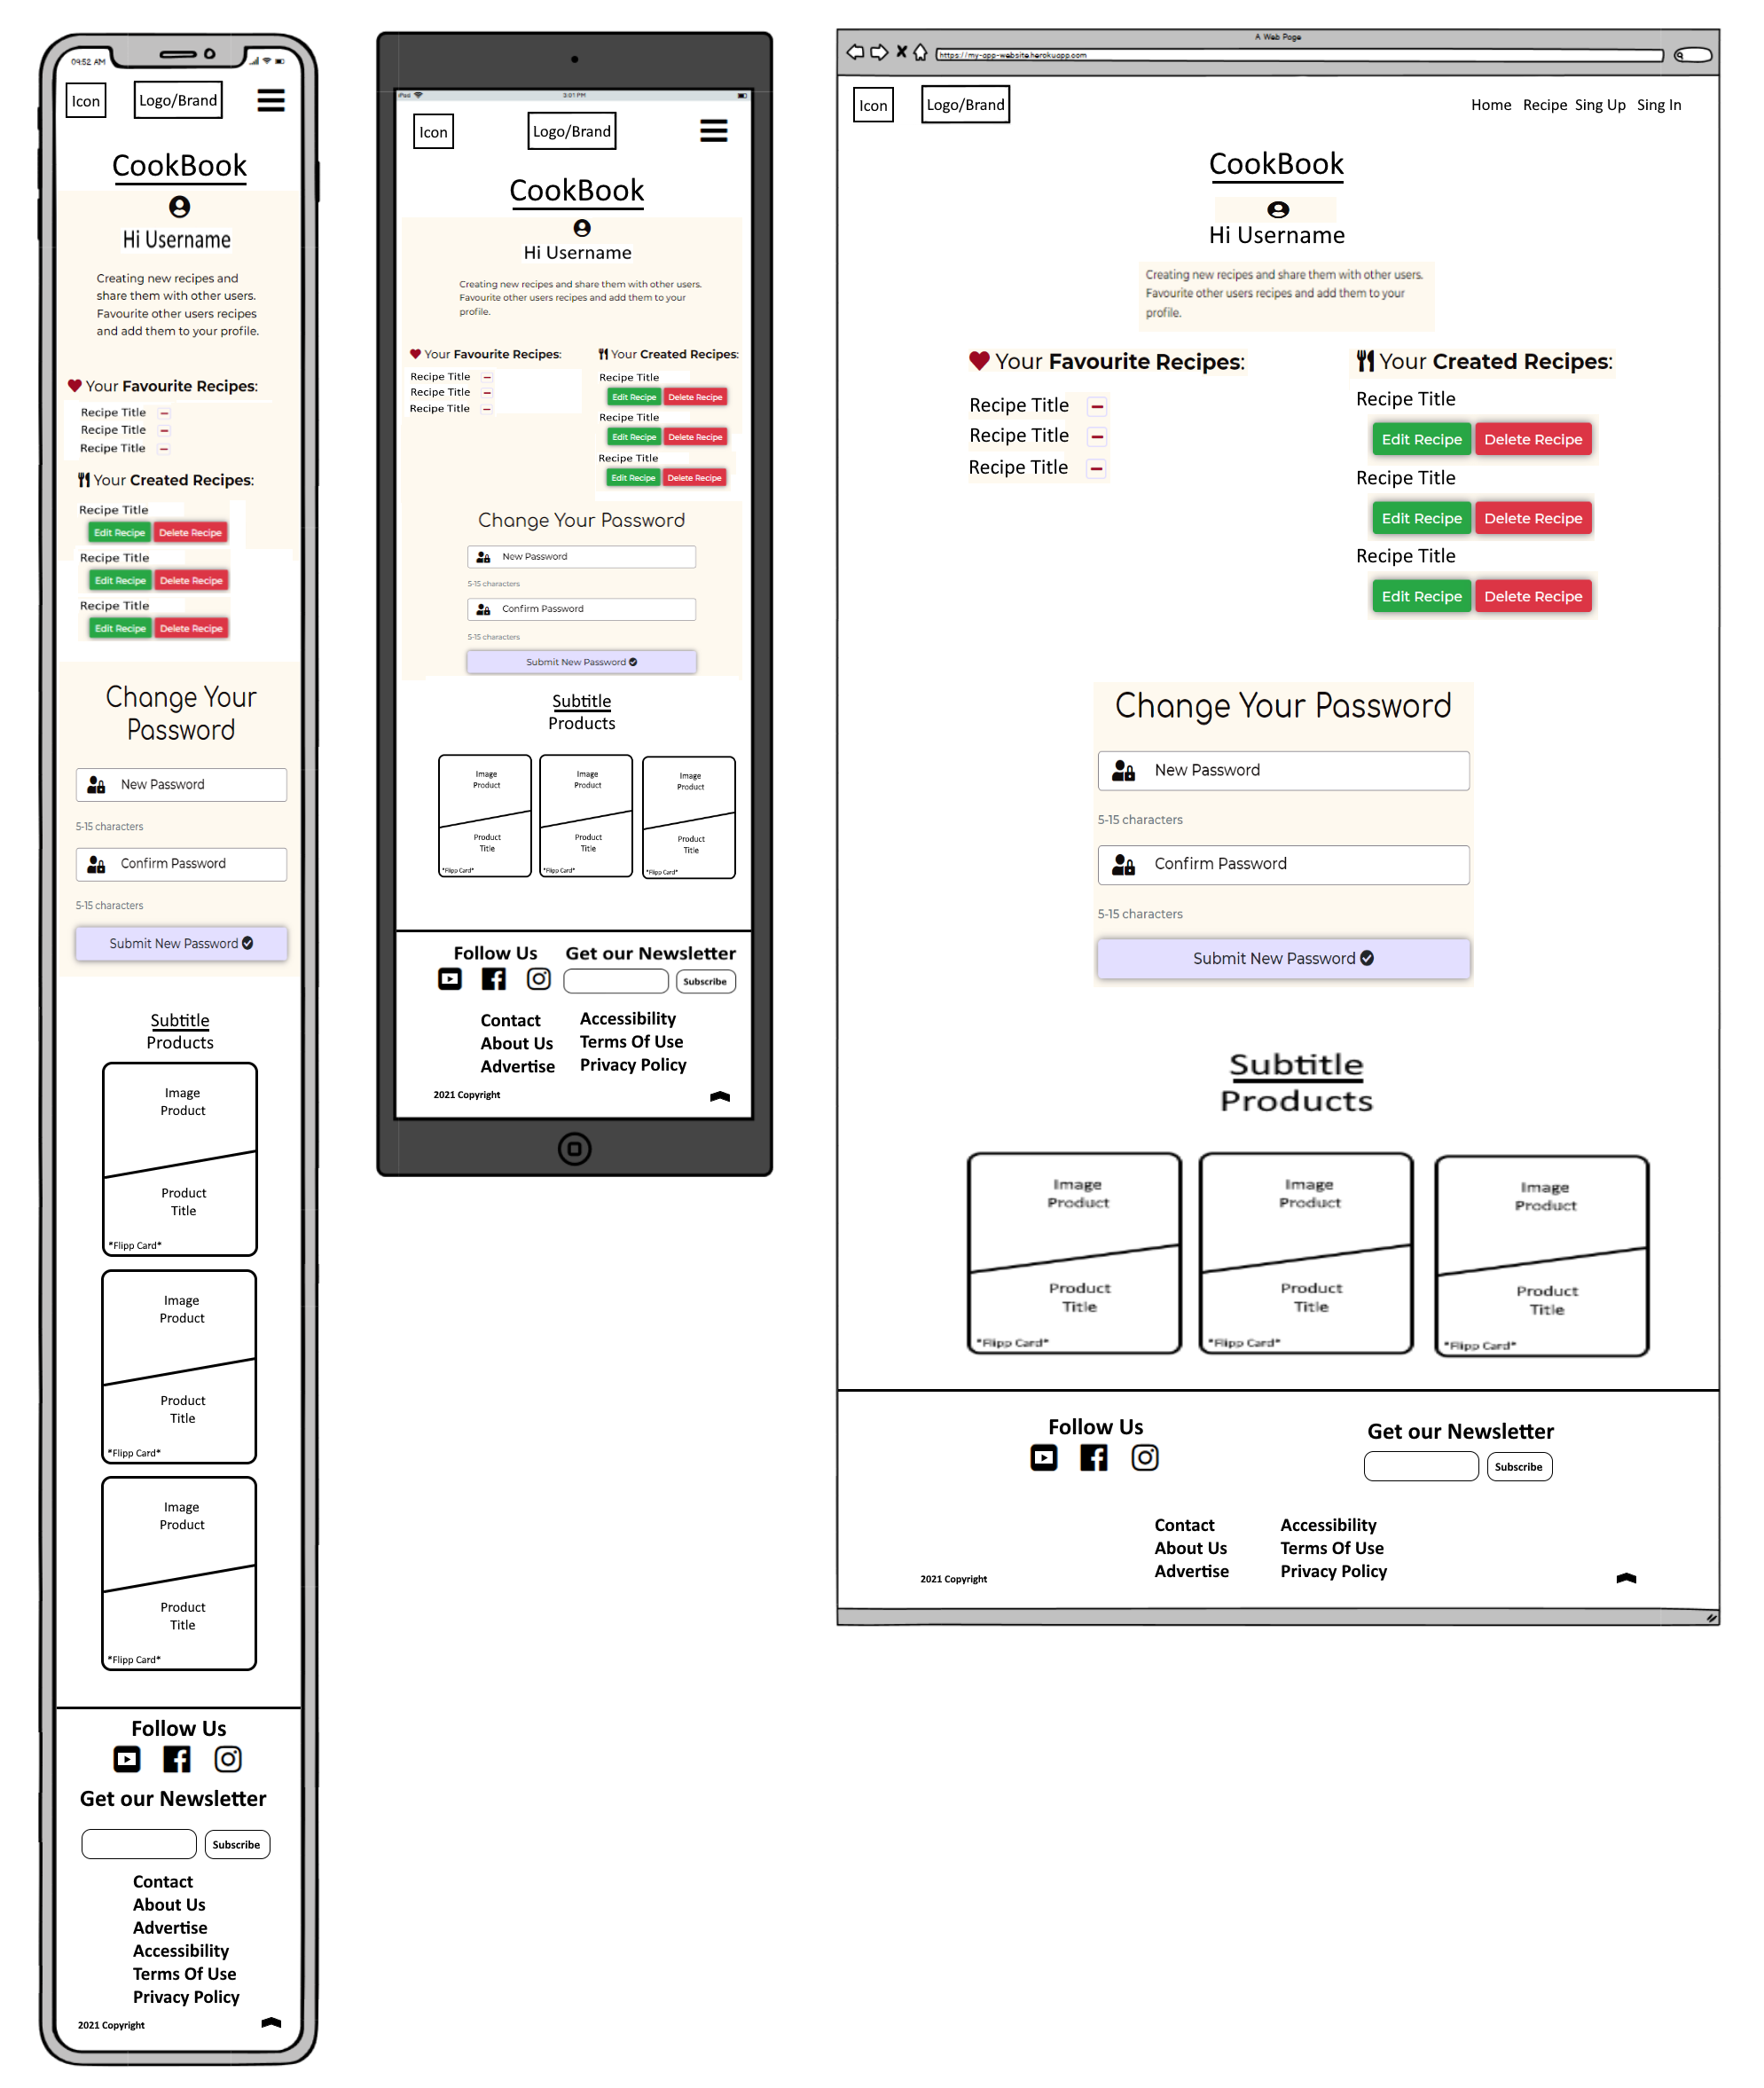 09:52 AM
Icon
Logo/Brand
CookBook
Hi Username
Creating new recipes and
share them with other users.
Favourite other users recipes
and add them to your profile.
Your Favourite Recipes:
Recipe Title
Recipe Title
Recipe Title
Your Created Recipes:
Recipe Title
Edit Recipe Delete Recipe
Recipe Title
Edit Recipe Delete Recipe
Recipe Title
Edit Recipe Delete Recipe
Change Your
Password
New Password
5-15 characters
Confirm Password
5-15 characters
Submit New Password
Subtitle
Products
Image
Product
Product
Title
*Flipp Card*
Image
Product
Product
Title
*Flipp Card*
Image
Product
Product
Title
*Flipp Card*
Follow Us
Get our Newsletter
Subscribe
Contact
About Us
Advertise
Accessibility
Terms Of Use
Privacy Policy
2021 Copyright
iPad
3:01 PM
Icon
Logo/Brand
CookBook
Hi Username
Creating new recipes and share them with other users.
Favourite other users recipes and add them to your
profile.
Your Favourite Recipes:
Recipe Title
Recipe Title
Recipe Title
Your Created Recipes:
Recipe Title
Edit Recipe Delete Recipe
Recipe Title
Edit Recipe Delete Recipe
Recipe Title
Edit Recipe Delete Recipe
Change Your Password
New Password
5-15 characters
Confirm Password
5-15 characters
Submit New Password
Subtitle
Products
Image
Product
Product
Title
*Flipp Card*
Image
Product
Product
Title
*Flipp Card*
Image
Product
Product
Title
*Flipp Card*
Follow Us
Get our Newsletter
Subscribe
Contact
About Us
Advertise
Accessibility
Terms Of Use
Privacy Policy
2021 Copyright
A Web Page
https://my-app-website.herokuapp.com
Icon
Logo/Brand
Home Recipe Sing Up Sing In
CookBook
Hi Username
Creating new recipes and share them with other users.
Favourite other users recipes and add them to your
profile.
Your Favourite Recipes:
Recipe Title
Recipe Title
Recipe Title
Your Created Recipes:
Recipe Title
Edit Recipe Delete Recipe
Recipe Title
Edit Recipe Delete Recipe
Recipe Title
Edit Recipe Delete Recipe
Change Your Password
New Password
5-15 characters
Confirm Password
5-15 characters
Submit New Password
Subtitle
Products
Image
Product
Product
Title
*Flipp Card*
Image
Product
Product
Title
*Flipp Card*
Image
Product
Product
Title
*Flipp Card*
Follow Us
Get our Newsletter
Subscribe
Contact
About Us
Advertise
Accessibility
Terms Of Use
Privacy Policy
2021 Copyright